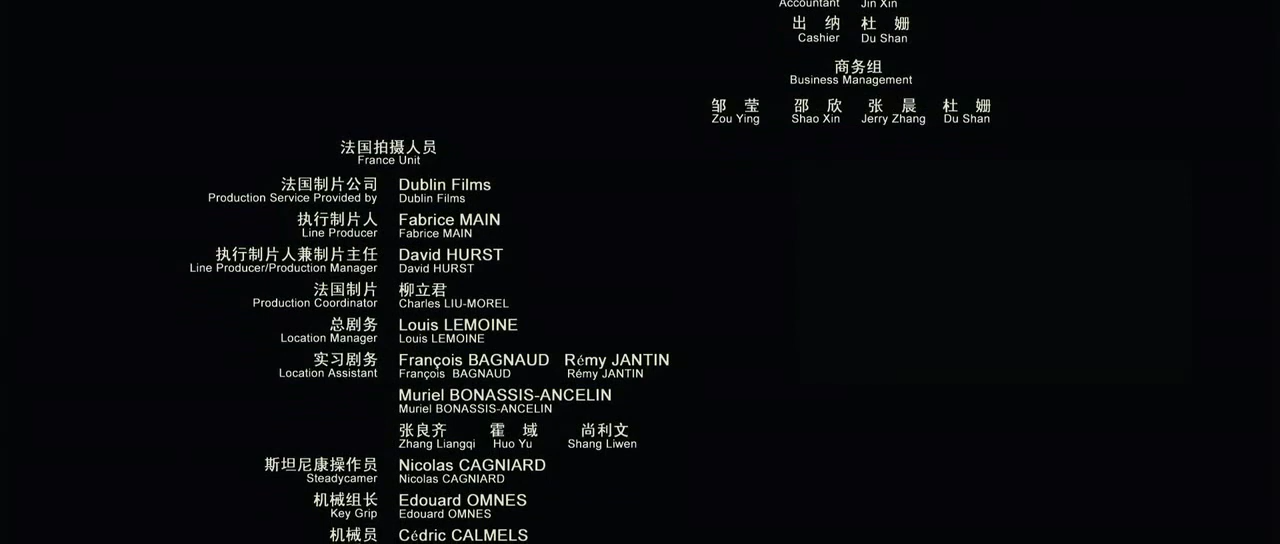 Accountant Jin Xin
出 纳 杜 姗
Cashier Du Shan
商务组
Business Management
邹 莹 邵 欣 张 晨 杜 姗
Zou Ying Shao Xin Jerry Zhang Du Shan
法国拍摄人员
France Unit
法国制片公司 Dublin Films
Production Service Provided by Dublin Films
执行制片人 Fabrice MAIN
Line Producer Fabrice MAIN
执行制片人兼制片主任 David HURST
Line Producer/Production Manager David HURST
法国制片 柳立君
Production Coordinator Charles LIU-MOREL
总剧务 Louis LEMOINE
Location Manager Louis LEMOINE
实习剧务 François BAGNAUD Rémy JANTIN
Location Assistant François BAGNAUD Rémy JANTIN
Muriel BONASSIS-ANCELIN
Muriel BONASSIS-ANCELIN
张良齐 霍 域 尚利文
Zhang Liangqi Huo Yu Shang Liwen
斯坦尼康操作员 Nicolas CAGNIARD
Steadycamer Nicolas CAGNIARD
机械组长 Edouard OMNES
Key Grip Edouard OMNES
机械员 Cédric CALMELS